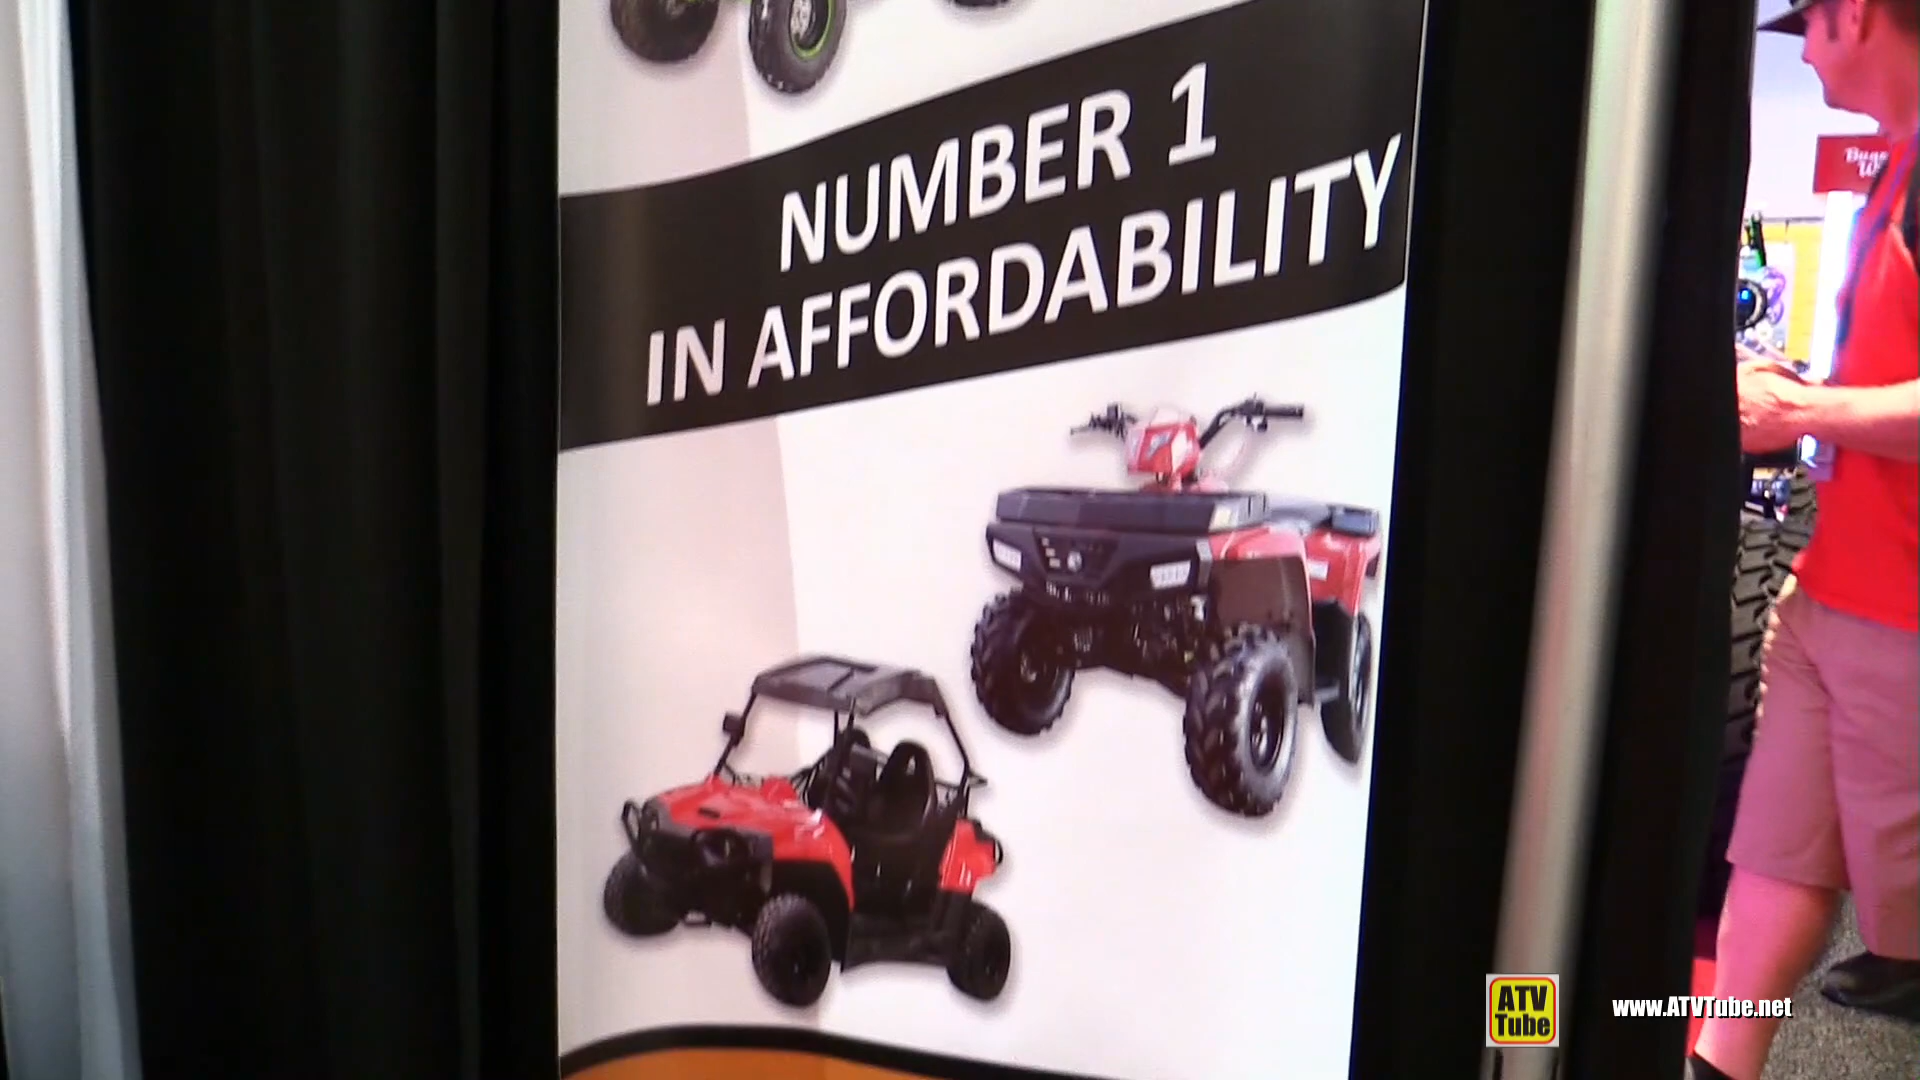 NUMBER 1
IN AFFORDABILITY
ATV
Tube
www.ATVTube.net